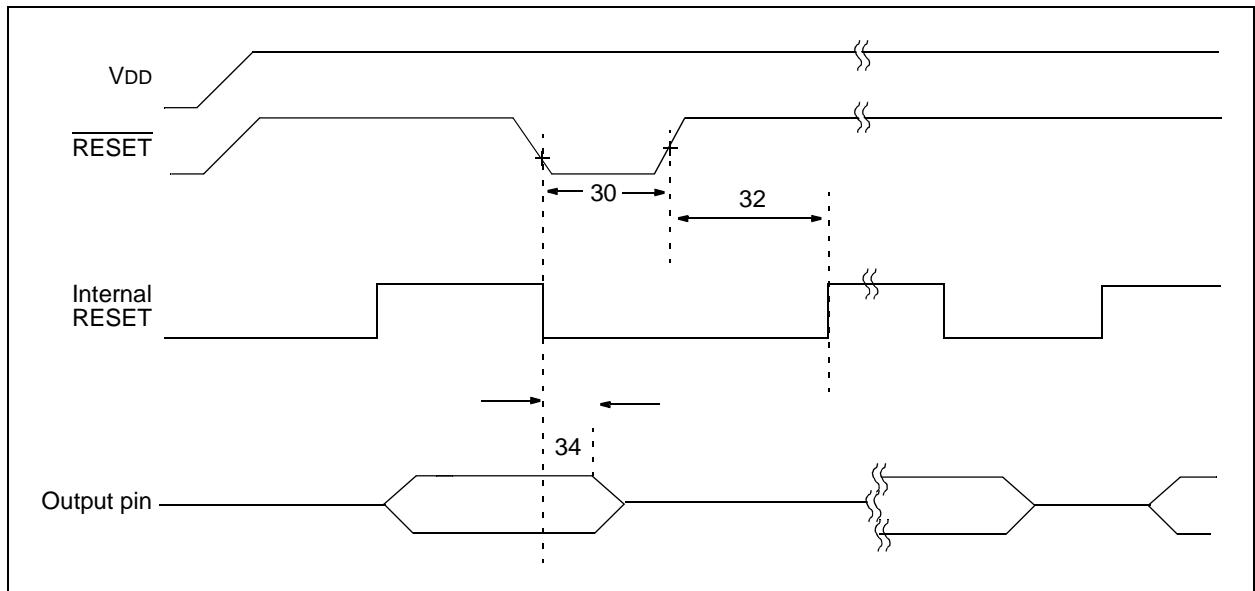 VDD
RESET
30
32
Internal
RESET
34
Output pin